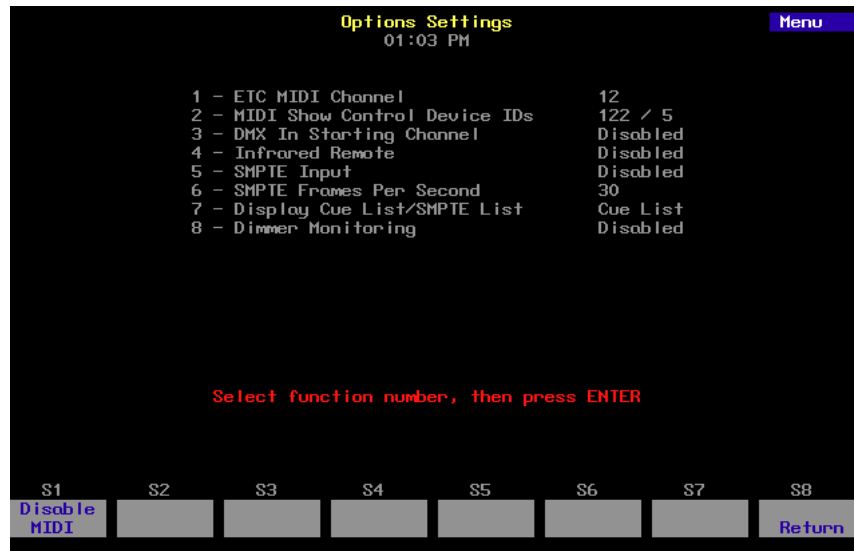 Options Settings Menu
01:03 PM
1 - ETC MIDI Channel 12
2 - MIDI Show Control Device IDs 122 / 5
3 - DMX In Starting Channel Disabled
4 - Infrared Remote Disabled
5 - SMPTE Input Disabled
6 - SMPTE Frames Per Second 30
7 - Display Cue List/SMPTE List Cue List
8 - Dimmer Monitoring Disabled
Select function number, then press ENTER
S1 S2 S3 S4 S5 S6 S7 S8
Disable
MIDI Return